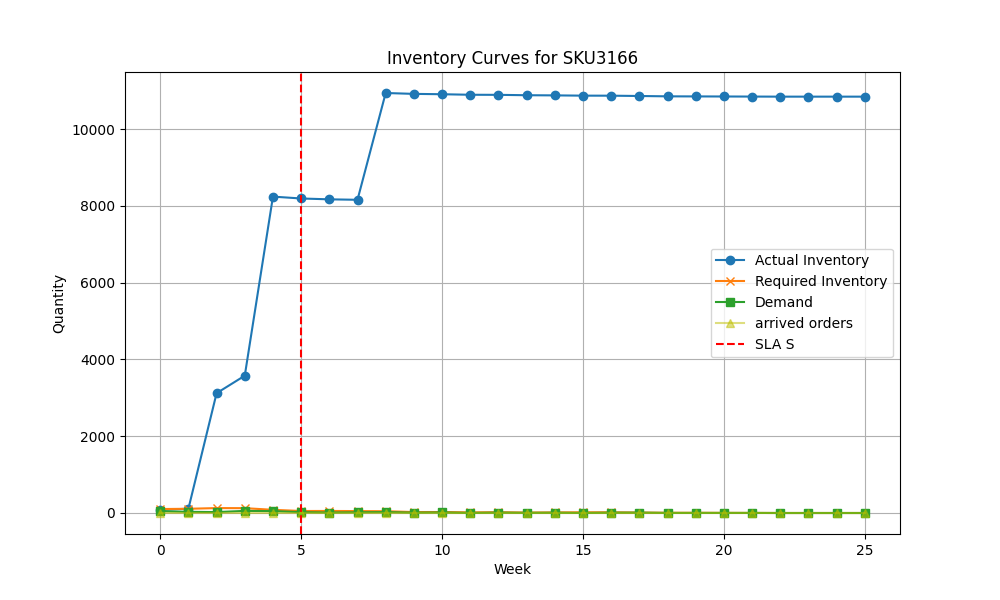 Inventory Curves for SKU3166
10000
8000
6000
4000
2000
0
Quantity
Actual Inventory
Required Inventory
Demand
arrived orders
SLA S
0 5 10 15 20 25
Week